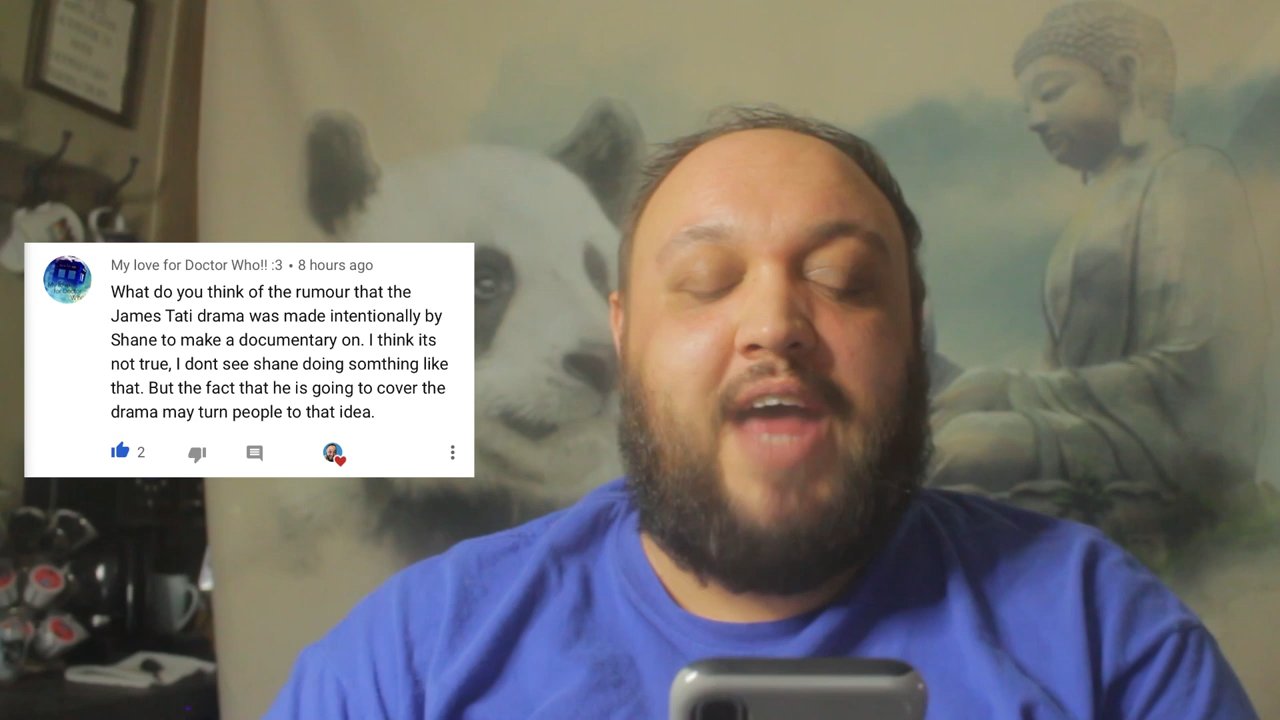 My love for Doctor Who!! :3 • 8 hours ago
What do you think of the rumour that the
James Tati drama was made intentionally by
Shane to make a documentary on. I think its
not true, I dont see shane doing somthing like
that. But the fact that he is going to cover the
drama may turn people to that idea.
2